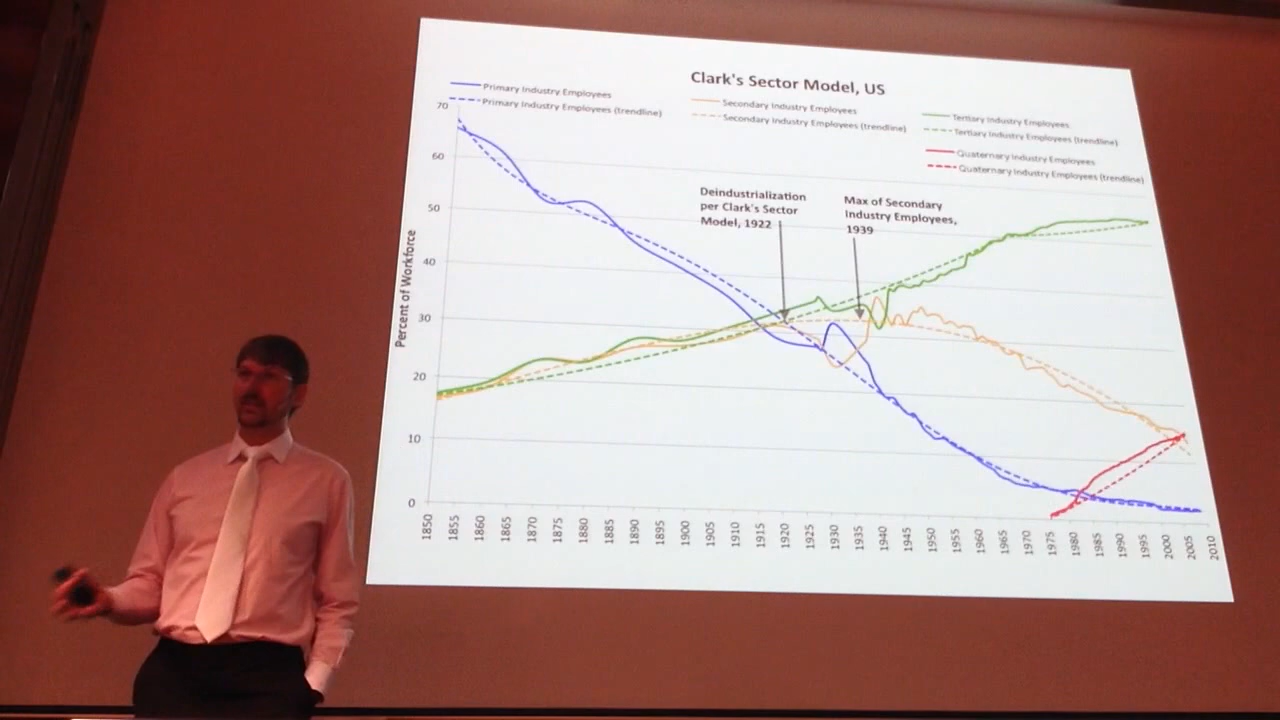 Clark's Sector Model, US
Primary Industry Employees
Primary Industry Employees (trendline)
Secondary Industry Employees
Secondary Industry Employees (trendline)
Tertiary Industry Employees
Tertiary Industry Employees (trendline)
Quaternary Industry Employees
Quaternary Industry Employees (trendline)
Deindustrialization
per Clark's Sector
Model, 1922
Max of Secondary
Industry Employees,
1939
Percent of Workforce
70
60
50
40
30
20
10
0
1850
1855
1860
1865
1870
1875
1880
1885
1890
1895
1900
1905
1910
1915
1920
1925
1930
1935
1940
1945
1950
1955
1960
1965
1970
1975
1980
1985
1990
1995
2000
2005
2010